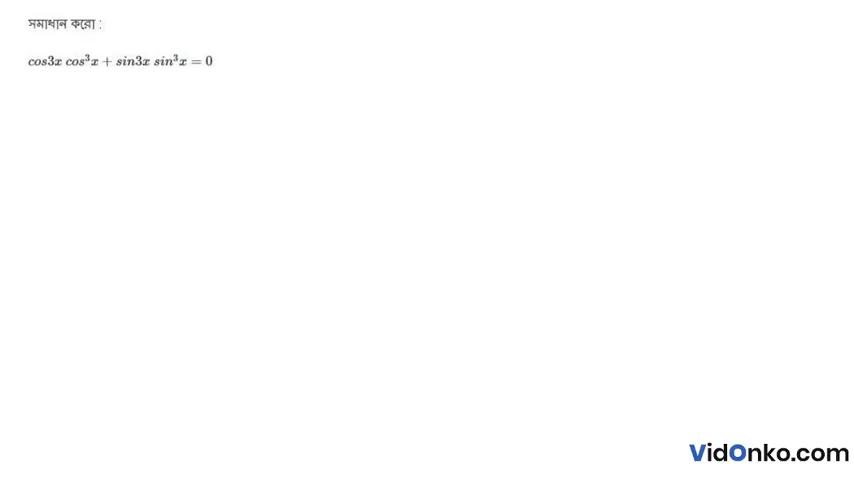 সমাধান করো :
cos3x cos³x + sin3x sin³x = 0
VidOnko.com